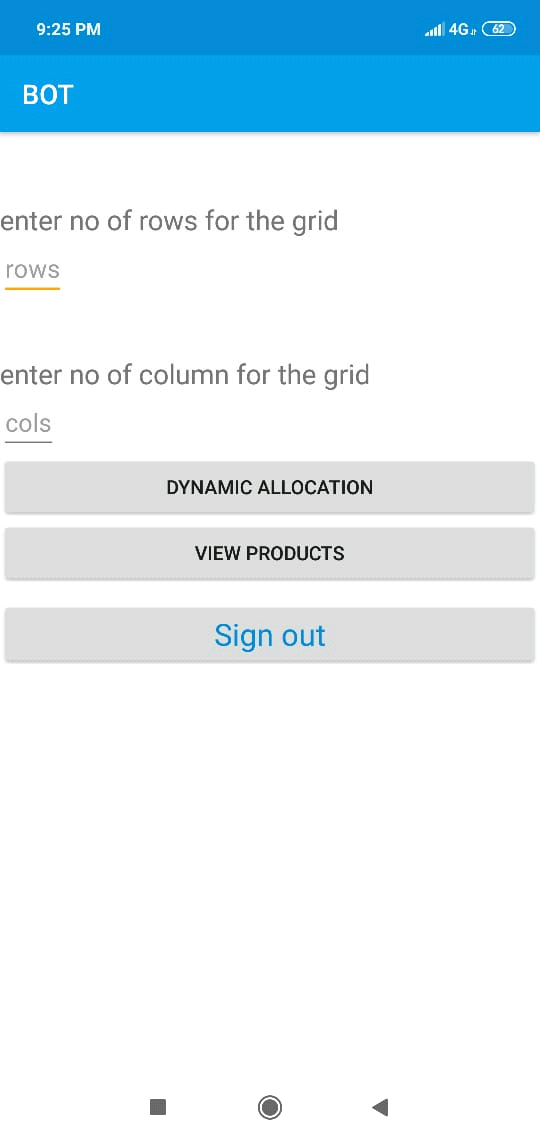 9:25 PM 4G 62
BOT
enter no of rows for the grid
rows
enter no of column for the grid
cols
DYNAMIC ALLOCATION
VIEW PRODUCTS
Sign out